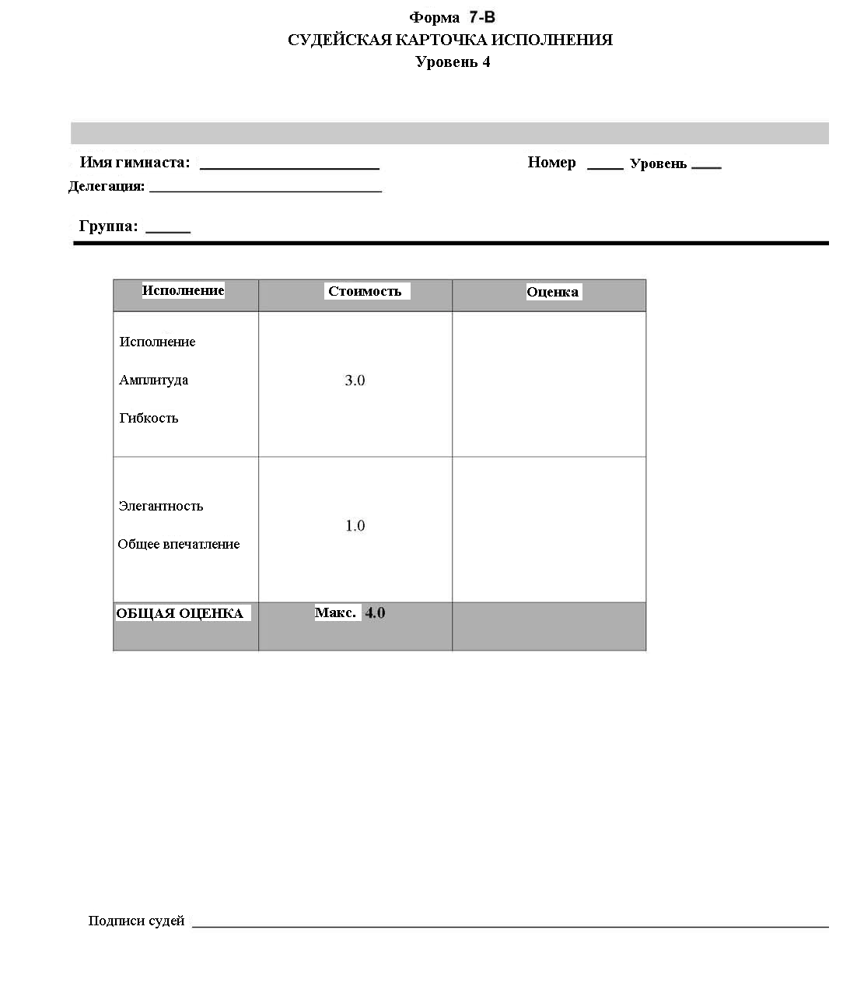 Форма 7-B
СУДЕЙСКАЯ КАРТОЧКА ИСПОЛНЕНИЯ
Уровень 4
Имя гимнаста: Номер Уровень
Делегация:
Группа:
Исполнение Стоимость Оценка
Исполнение
Амплитуда 3.0
Гибкость
Элегантность
1.0
Общее впечатление
ОБЩАЯ ОЦЕНКА Макс. 4.0
Подписи судей